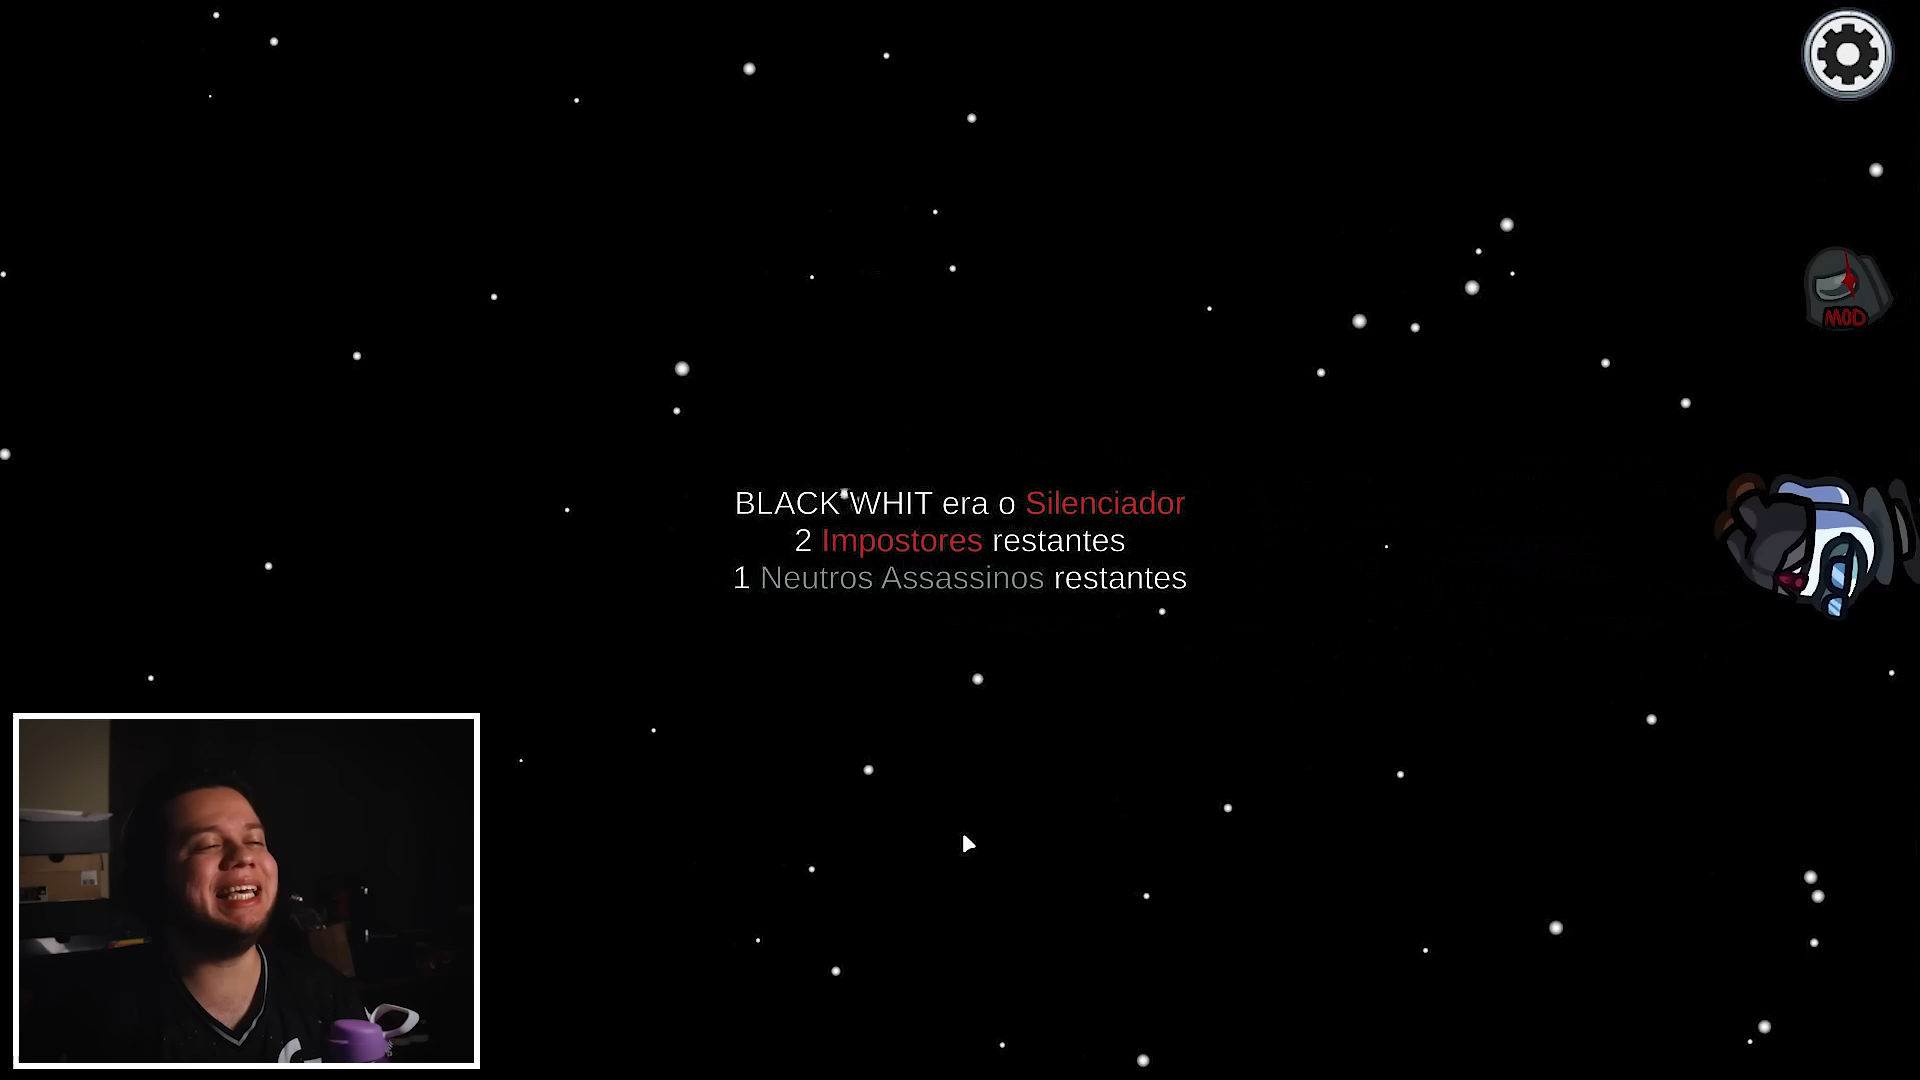 MOD
BLACK WHIT era o Silenciador
2 Impostores restantes
1 Neutros Assassinos restantes